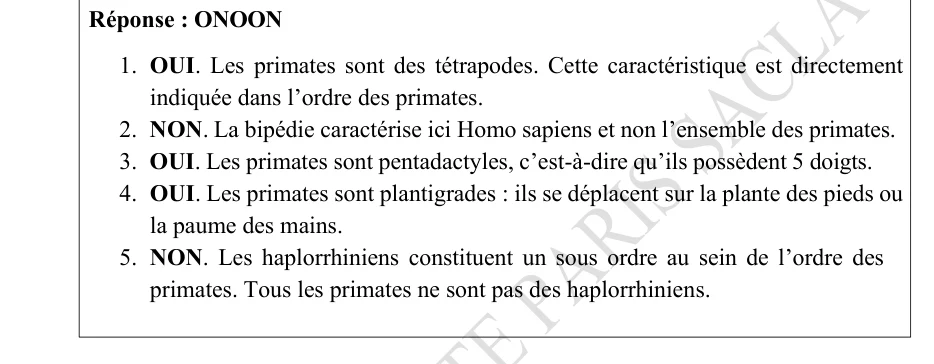 Réponse : ONOON
1. OUI. Les primates sont des tétrapodes. Cette caractéristique est directement
indiquée dans l’ordre des primates.
2. NON. La bipédie caractérise ici Homo sapiens et non l’ensemble des primates.
3. OUI. Les primates sont pentadactyles, c’est-à-dire qu’ils possèdent 5 doigts.
4. OUI. Les primates sont plantigrades : ils se déplacent sur la plante des pieds ou
la paume des mains.
5. NON. Les haplorrhiniens constituent un sous ordre au sein de l’ordre des
primates. Tous les primates ne sont pas des haplorrhiniens.
PARIS